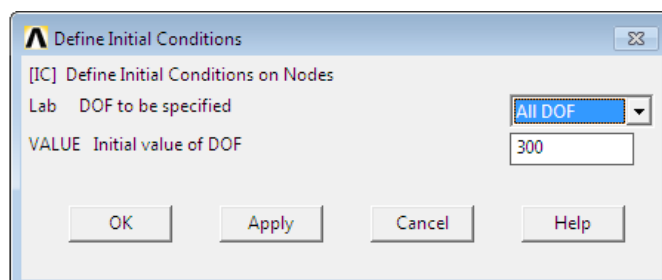 Define Initial Conditions
[IC] Define Initial Conditions on Nodes
Lab DOF to be specified All DOF
VALUE Initial value of DOF 300
OK Apply Cancel Help